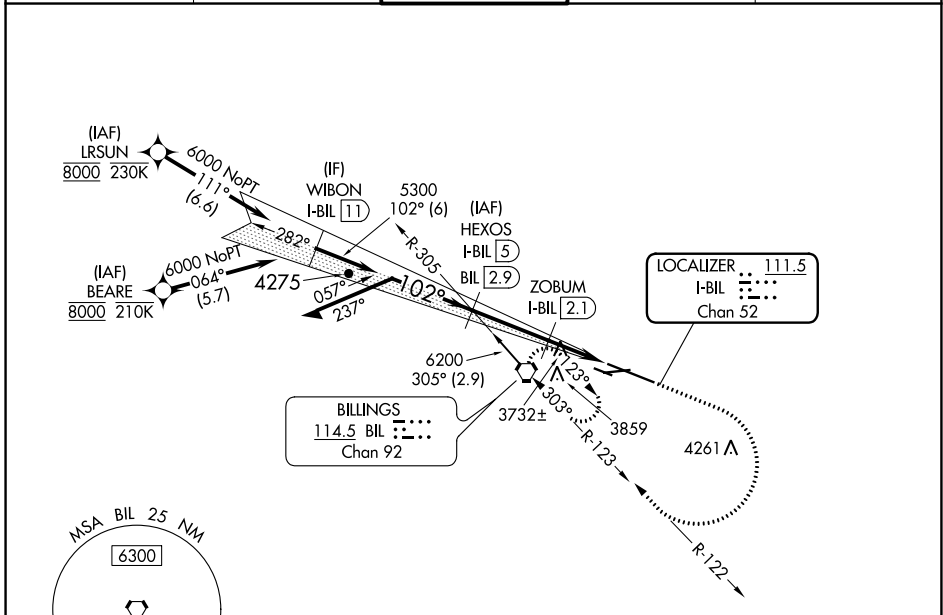 (IAF)
LRSUN
8000 230K
6000 NoPT
111°
(6.6)
(IF)
WIBON
I-BIL 11
5300
102° (6)
(IAF)
HEXOS
I-BIL 5
BIL 2.9
R-305
282°
(IAF)
BEARE
8000 210K
6000 NoPT
064°
(5.7)
4275
057°
237°
102°
ZOBUM
I-BIL 2.1
LOCALIZER 111.5
I-BIL
Chan 52
6200
305° (2.9)
123°
303°
3732±
3859
BILLINGS
114.5 BIL
Chan 92
R-123
4261
R-122
MSA BIL 25 NM
6300